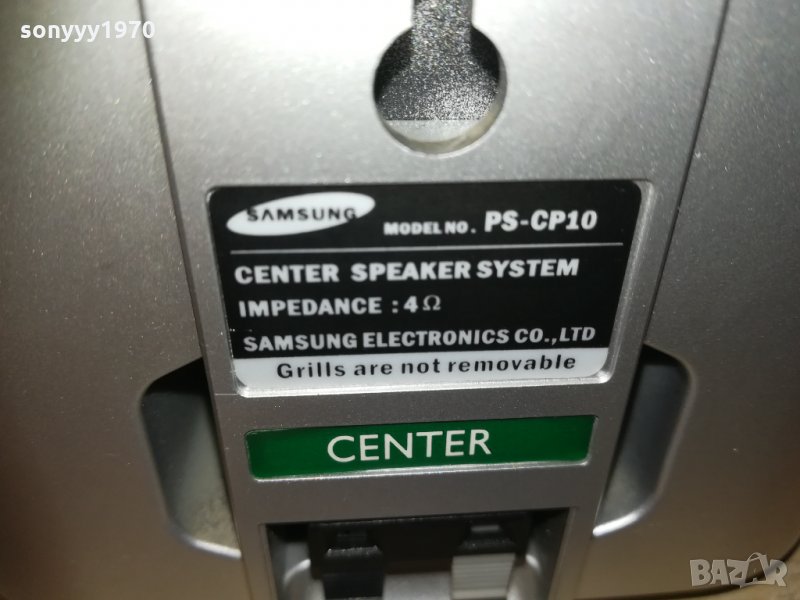 sonyyy1970
SAMSUNG MODEL NO. PS-CP10
CENTER SPEAKER SYSTEM
IMPEDANCE : 4Ω
SAMSUNG ELECTRONICS CO.,LTD
Grills are not removable
CENTER
BAZAR